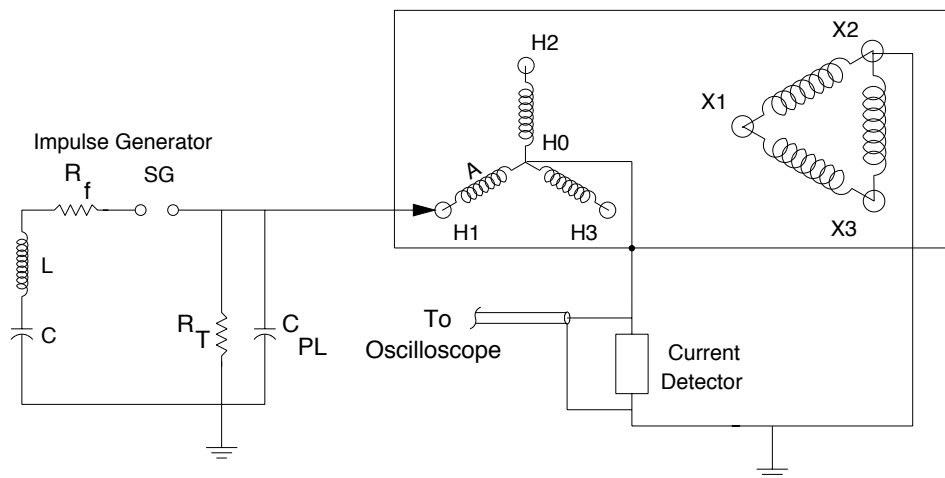 H2
X2
X1
Impulse Generator
H0
R
f
SG
A
H1
H3
X3
L
C
R
T
C
PL
To
Oscilloscope
Current
Detector